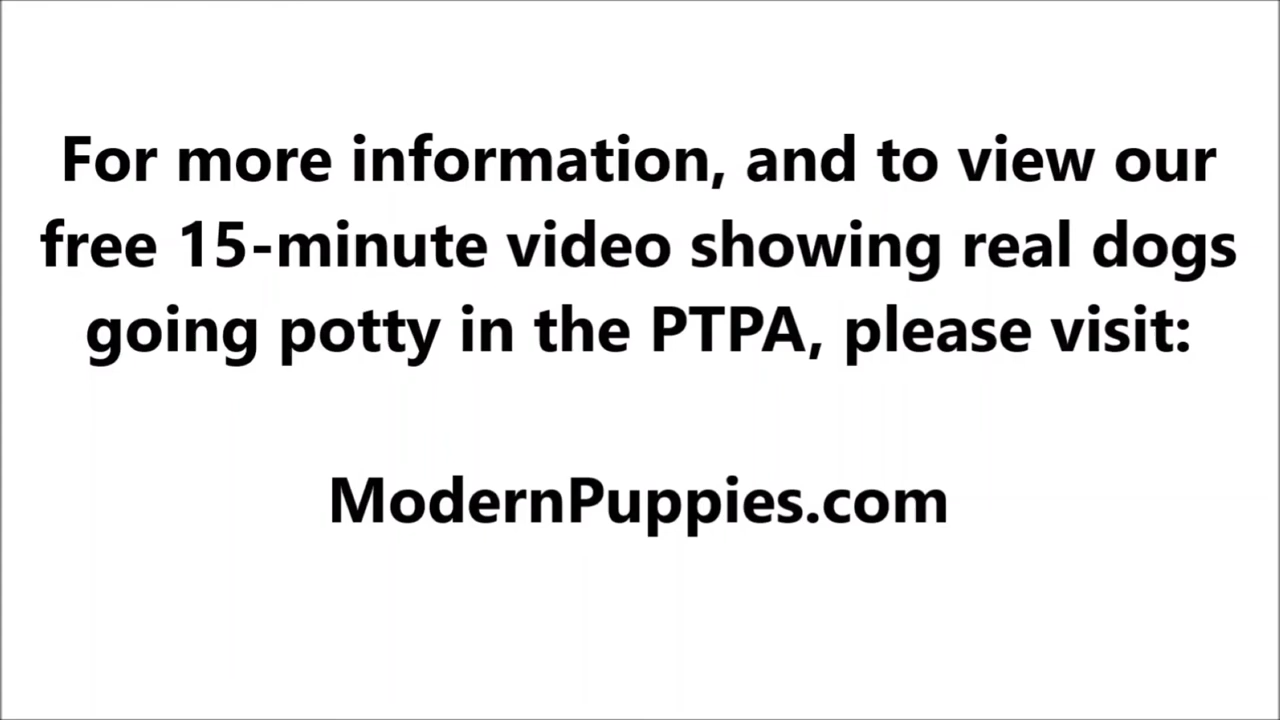 For more information, and to view our
free 15-minute video showing real dogs
going potty in the PTPA, please visit:
ModernPuppies.com